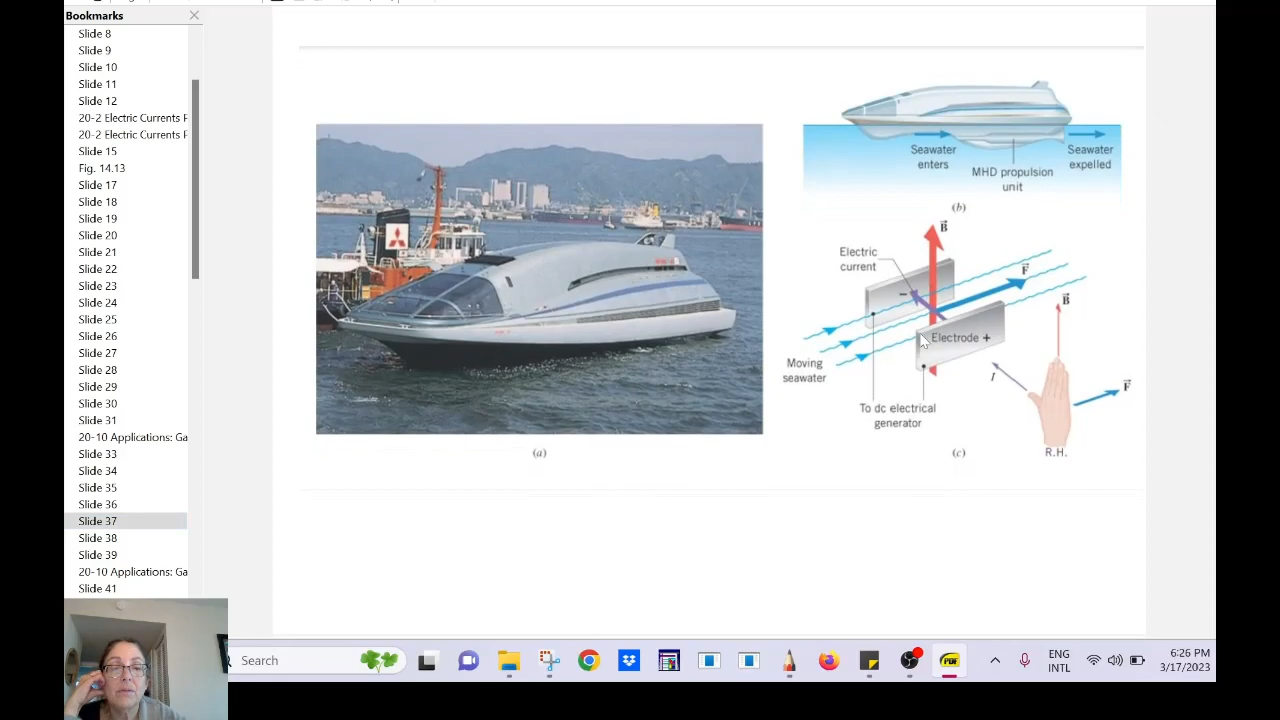 Bookmarks
Slide 8
Slide 9
Slide 10
Slide 11
Slide 12
20-2 Electric Currents P
20-2 Electric Currents P
Slide 15
Fig. 14.13
Slide 17
Slide 18
Slide 19
Slide 20
Slide 21
Slide 22
Slide 23
Slide 24
Slide 25
Slide 26
Slide 27
Slide 28
Slide 29
Slide 30
Slide 31
20-10 Applications: Ga
Slide 33
Slide 34
Slide 35
Slide 36
Slide 37
Slide 38
Slide 39
20-10 Applications: Ga
Slide 41
(a)
Seawater
enters
MHD propulsion
unit
Seawater
expelled
(b)
B
Electric
current
F
B
−
Electrode +
Moving
seawater
I
F
To dc electrical
generator
(c)
R.H.
Search
PDF
ENG
INTL
6:26 PM
3/17/2023